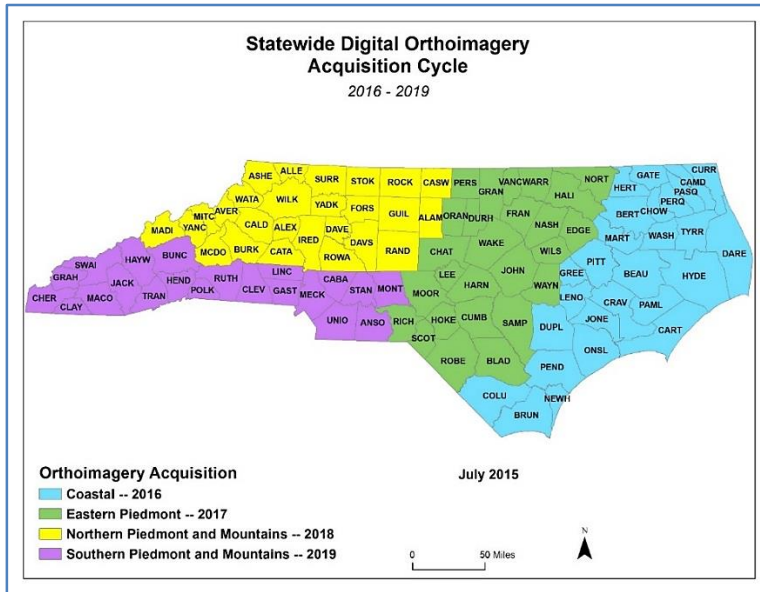 Statewide Digital Orthoimagery
Acquisition Cycle
2016 - 2019
ASHE ALLE SURR STOK ROCK CASW PERS GRAN VANC WARR NORT HERT GATE CURR
CAMD
PASQ
PERQ
WATA WILK YADK FORS GUIL ALAM ORAN DURH FRAN HALI BERT CHOW
MITC AVER
YANC CALD ALEX IRED DAVE DAVS NASH EDGE MART WASH TYRR
MADI MCDO BURK CATA ROWA RAND CHAT WAKE WILS PITT DARE
SWAI HAYW BUNC LINC CABA LEE JOHN WAYN GREE BEAU HYDE
GRAH JACK HEND RUTH STAN MONT MOOR HARN LENO CRAV PAML
CHER MACO TRAN POLK CLEV GAST MECK
CLAY UNIO ANSO RICH HOKE CUMB SAMP DUPL JONE CART
SCOT ONSL
ROBE BLAD PEND
COLU NEWH
BRUN
Orthoimagery Acquisition
July 2015
Coastal -- 2016
Eastern Piedmont -- 2017
Northern Piedmont and Mountains -- 2018
Southern Piedmont and Mountains -- 2019
N
0 50 Miles